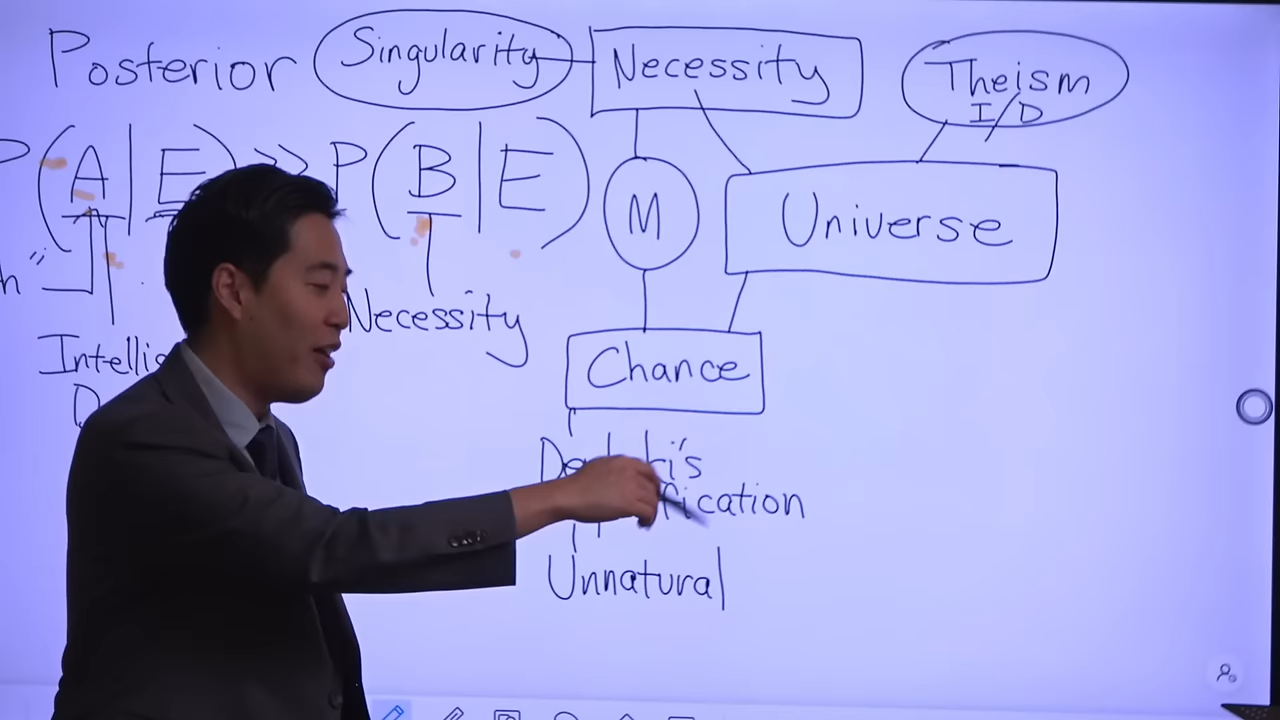 Posterior
Singularity
Necessity
Theism
I/D
P(A|E) >> P(B|E)
M
Universe
Necessity
Chance
Unnatural